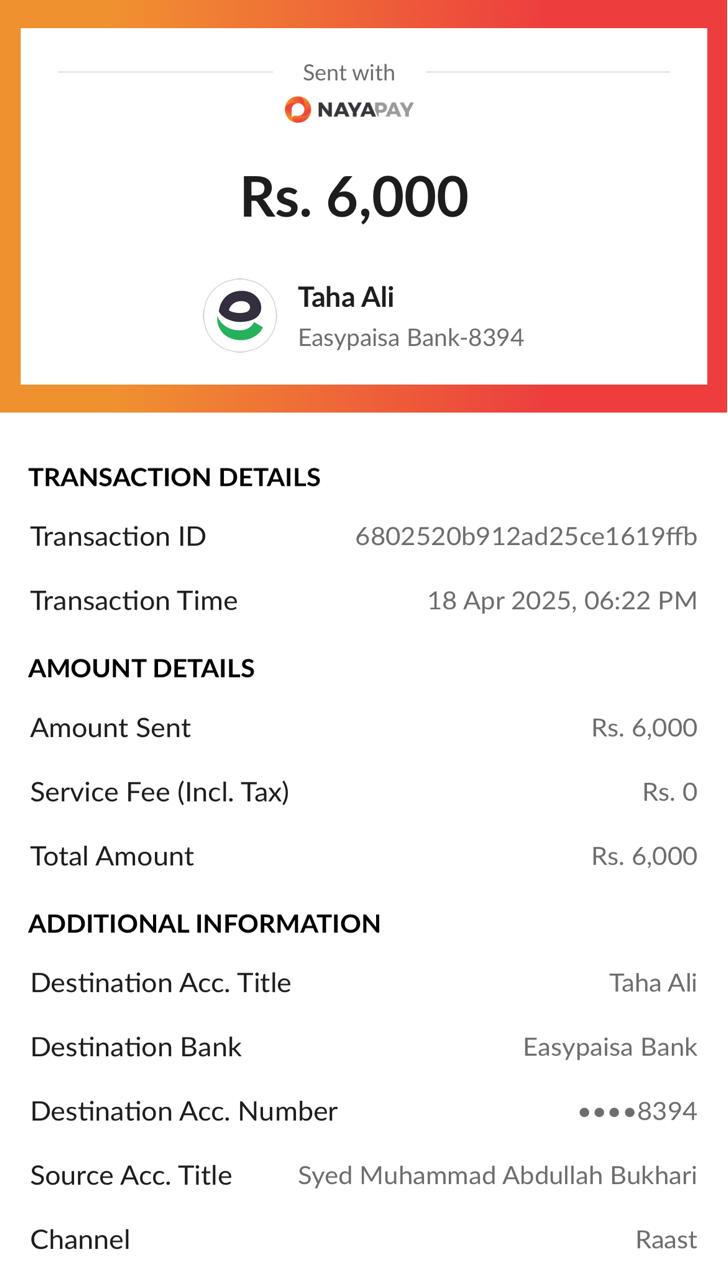 Sent with
NAYAPAY
Rs. 6,000
Taha Ali
Easypaisa Bank-8394
TRANSACTION DETAILS
Transaction ID 6802520b912ad25ce1619ffb
Transaction Time 18 Apr 2025, 06:22 PM
AMOUNT DETAILS
Amount Sent Rs. 6,000
Service Fee (Incl. Tax) Rs. 0
Total Amount Rs. 6,000
ADDITIONAL INFORMATION
Destination Acc. Title Taha Ali
Destination Bank Easypaisa Bank
Destination Acc. Number ••••8394
Source Acc. Title Syed Muhammad Abdullah Bukhari
Channel Raast